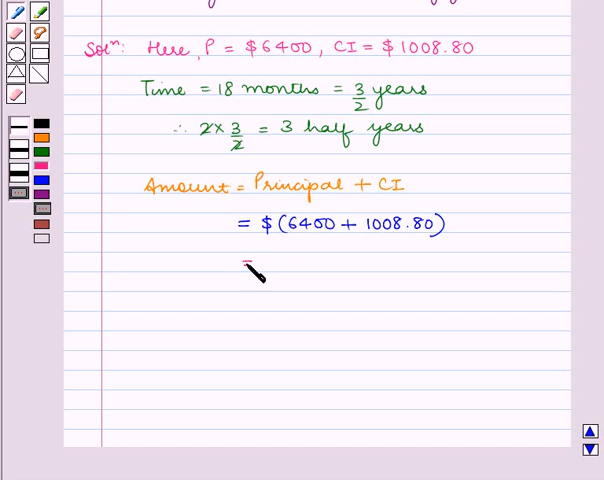 Solⁿ: Here, P = $6400, CI = $1008.80
Time = 18 months = 3/2 years
∴ 2 × 3/2 = 3 half years
Amount = Principal + CI
= $(6400 + 1008.80)
=